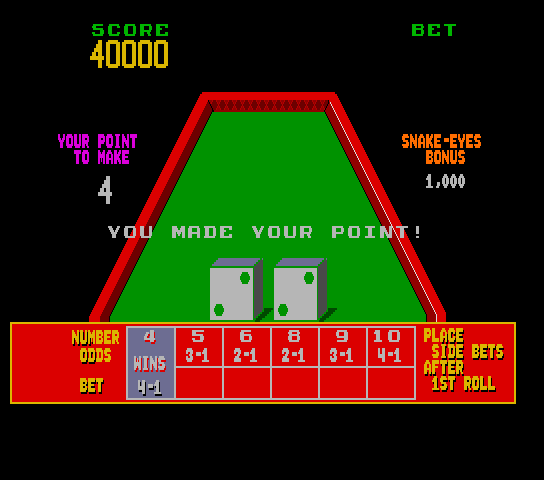 SCORE
40000
BET
YOUR POINT
TO MAKE
4
SNAKE-EYES
BONUS
1,000
YOU MADE YOUR POINT!
NUMBER 4 5 6 8 9 10
ODDS WINS 3-1 2-1 2-1 3-1 4-1
BET 4-1
PLACE
SIDE BETS
AFTER
1ST ROLL